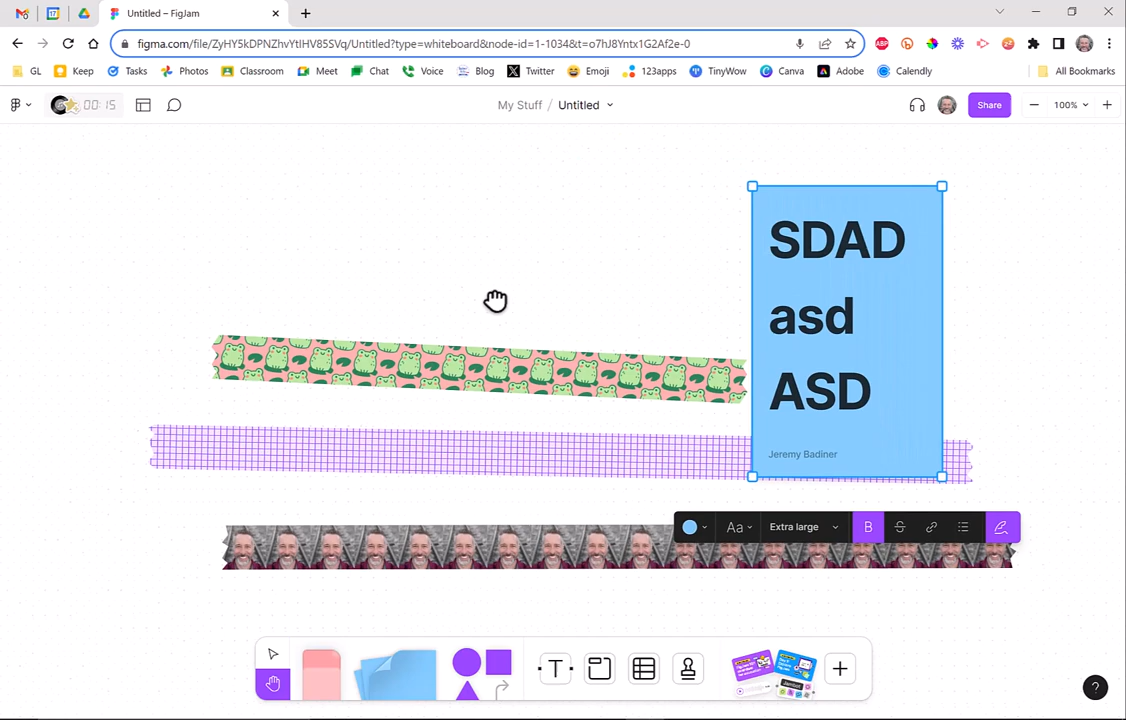 Untitled – FigJam
figma.com/file/ZyHY5kDPNZhvYtlHV85SVq/Untitled?type=whiteboard&node-id=1-1034&t=o7hJ8Yntx1G2Af2e-0
GL Keep Tasks Photos Classroom Meet Chat Voice Blog Twitter Emoji 123apps TinyWow Canva Adobe Calendly All Bookmarks
00:15 My Stuff / Untitled Share 100%
SDAD
asd
ASD
Jeremy Badiner
Aa Extra large B S
T
?